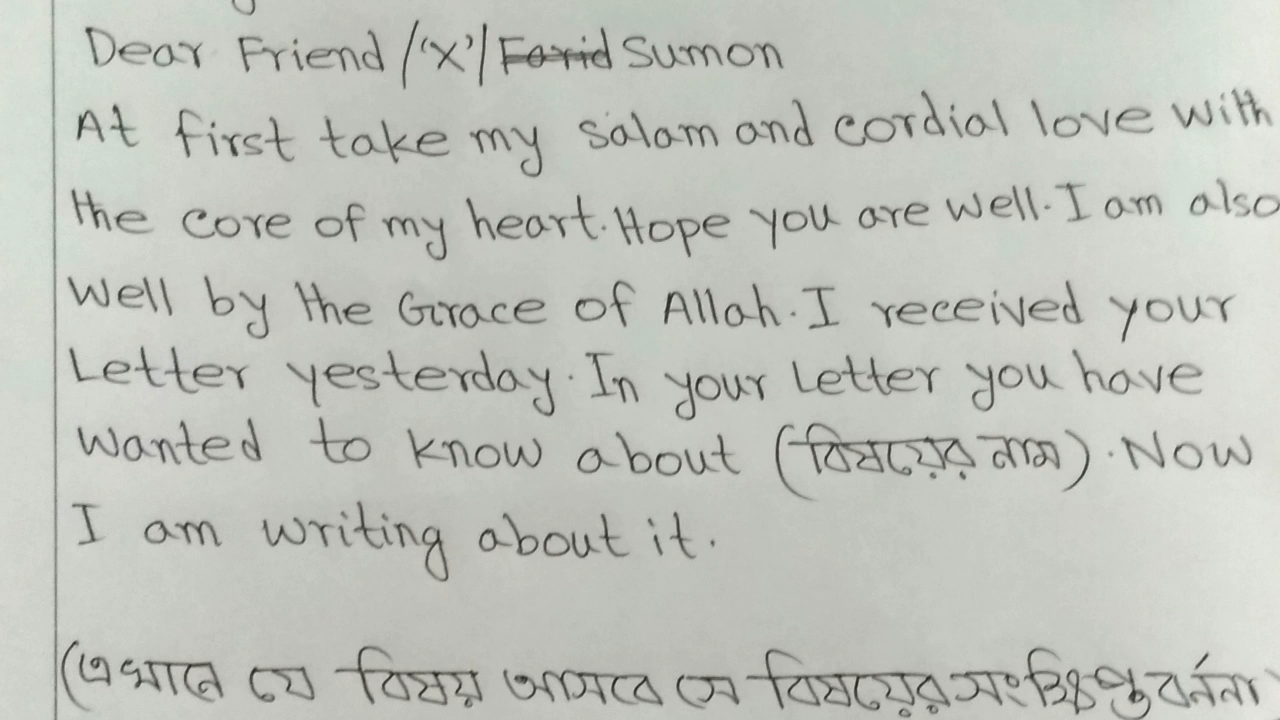 Dear Friend /'X'/ Farid Sumon
At first take my salam and cordial love with
the core of my heart. Hope you are well. I am also
well by the Grace of Allah. I received your
Letter yesterday. In your Letter you have
wanted to know about (বিষয়ের নাম). Now
I am writing about it.
(এখানে যে বিষয় আসবে সে বিষয়ের সংক্ষিপ্ত বর্ননা